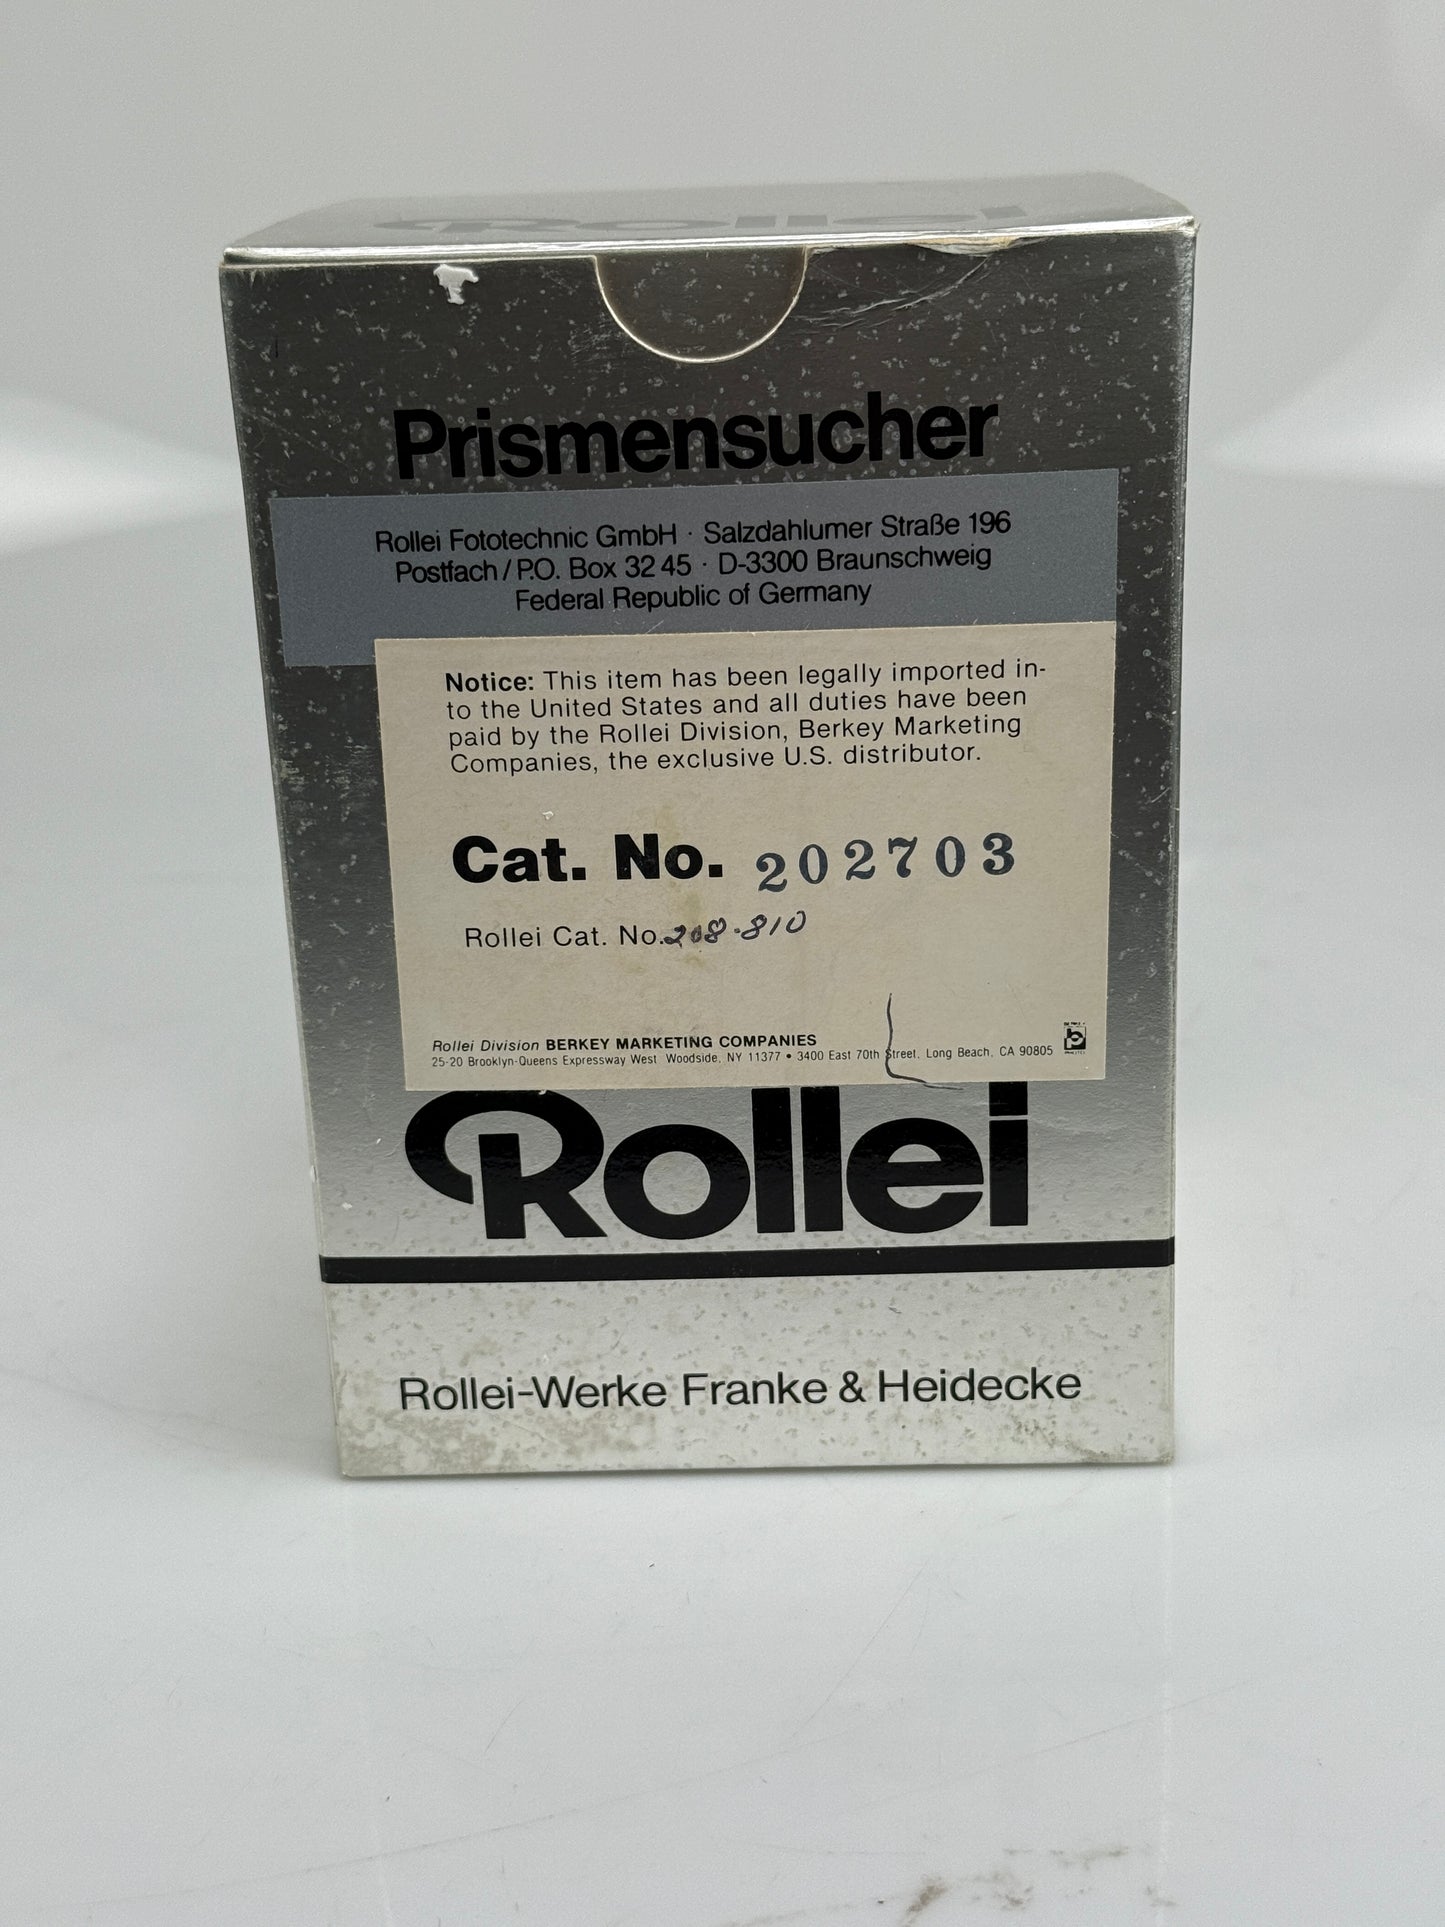 Rollei
Prismensucher
Rollei Fototechnic GmbH · Salzdahlumer Straße 196
Postfach / P.O. Box 32 45 · D-3300 Braunschweig
Federal Republic of Germany
Notice: This item has been legally imported in-
to the United States and all duties have been
paid by the Rollei Division, Berkey Marketing
Companies, the exclusive U.S. distributor.
Cat. No. 202703
Rollei Cat. No. 208.810
Rollei Division BERKEY MARKETING COMPANIES
25-20 Brooklyn-Queens Expressway West Woodside, NY 11377 • 3400 East 70th Street, Long Beach, CA 90805
Rollei
Rollei-Werke Franke & Heidecke